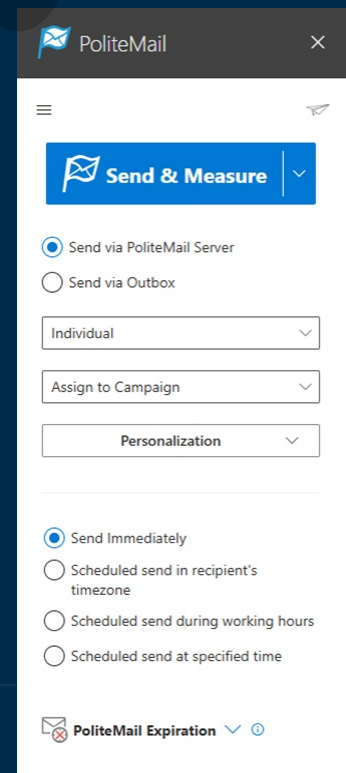 PoliteMail
Send & Measure
Send via PoliteMail Server
Send via Outbox
Individual
Assign to Campaign
Personalization
Send Immediately
Scheduled send in recipient's
timezone
Scheduled send during working hours
Scheduled send at specified time
PoliteMail Expiration